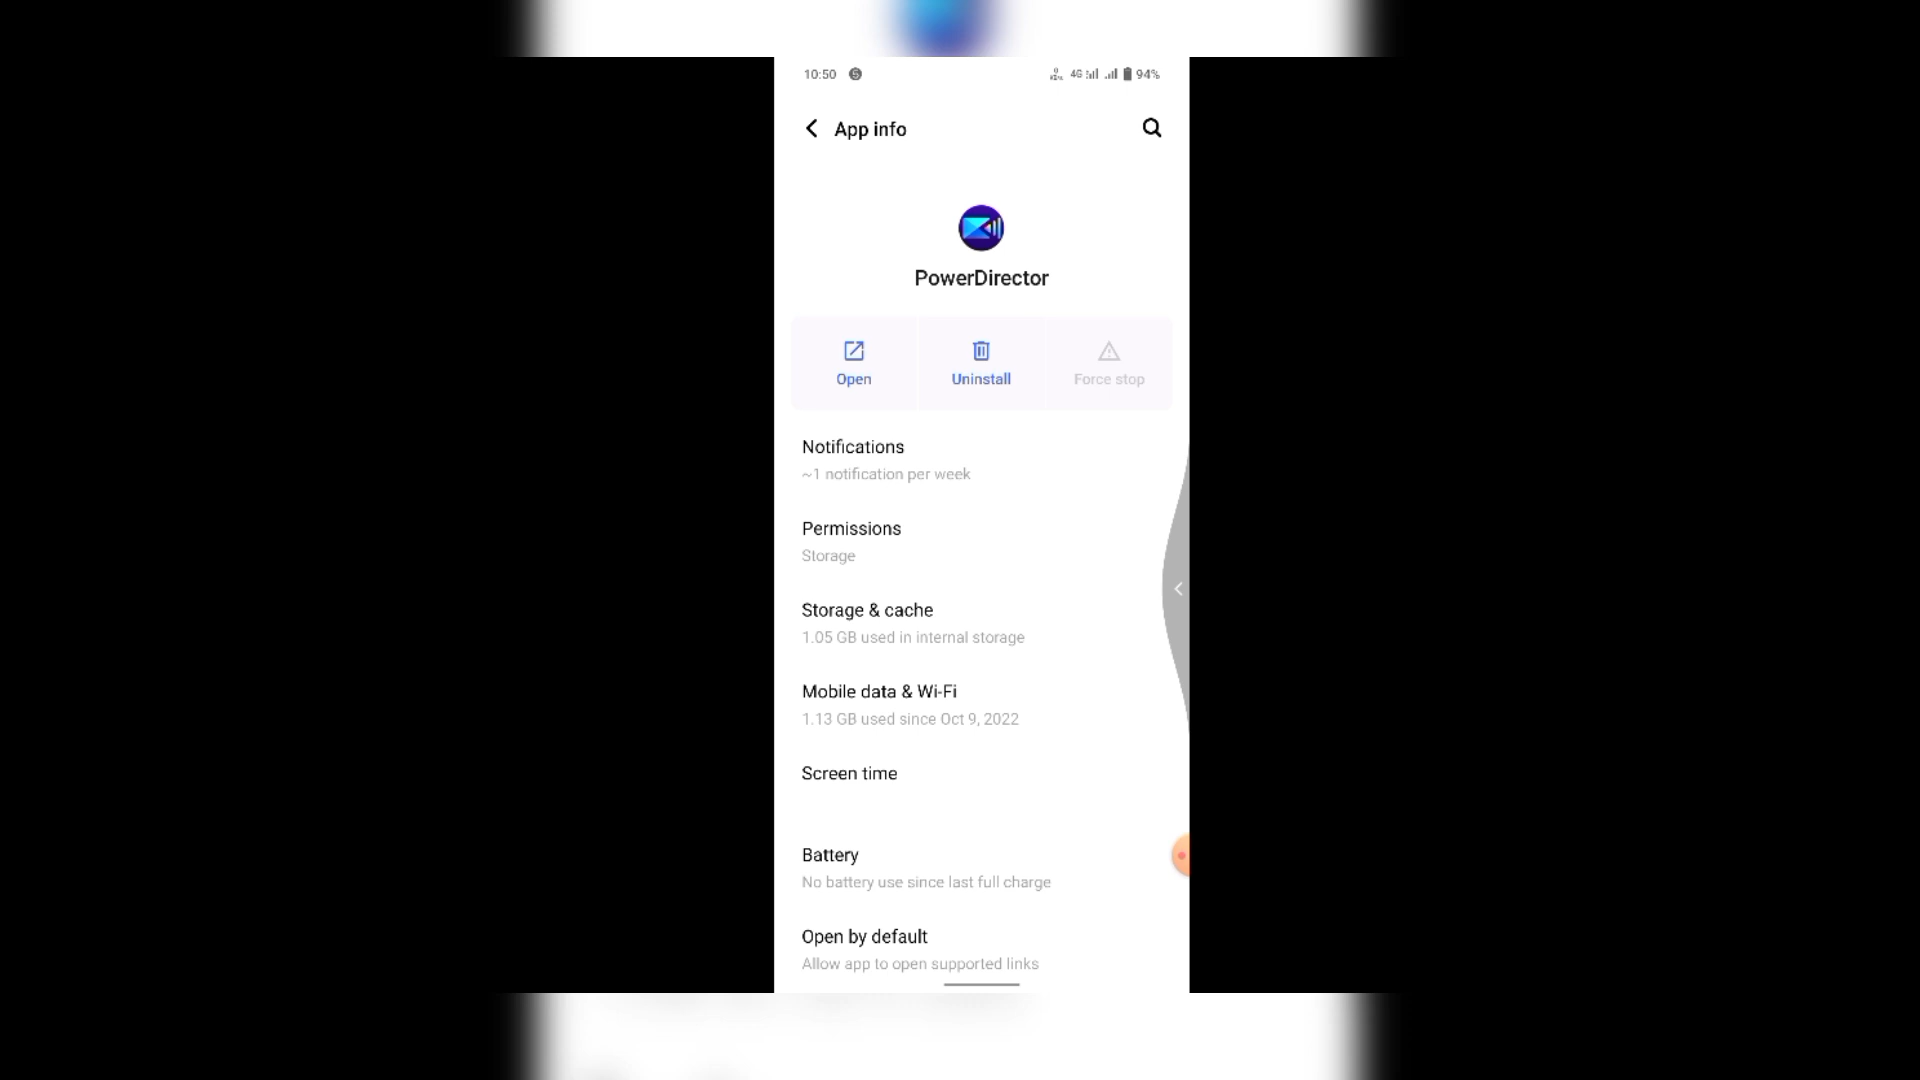 10:50 4G 94%
App info
PowerDirector
Open Uninstall Force stop
Notifications
~1 notification per week
Permissions
Storage
Storage & cache
1.05 GB used in internal storage
Mobile data & Wi-Fi
1.13 GB used since Oct 9, 2022
Screen time
Battery
No battery use since last full charge
Open by default
Allow app to open supported links